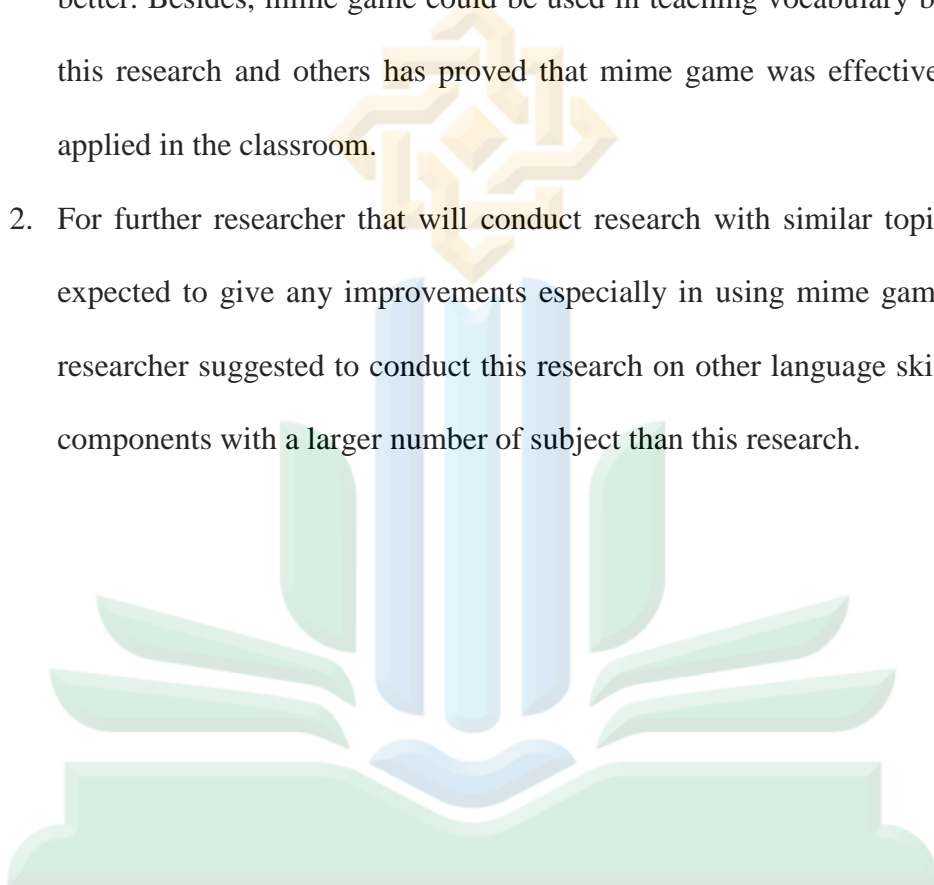 better. Besides, mime game could be used in teaching vocabulary
this research and others has proved that mime game was effective
applied in the classroom.
2. For further researcher that will conduct research with similar
expected to give any improvements especially in using mime
researcher suggested to conduct this research on other language
components with a larger number of subject than this research.